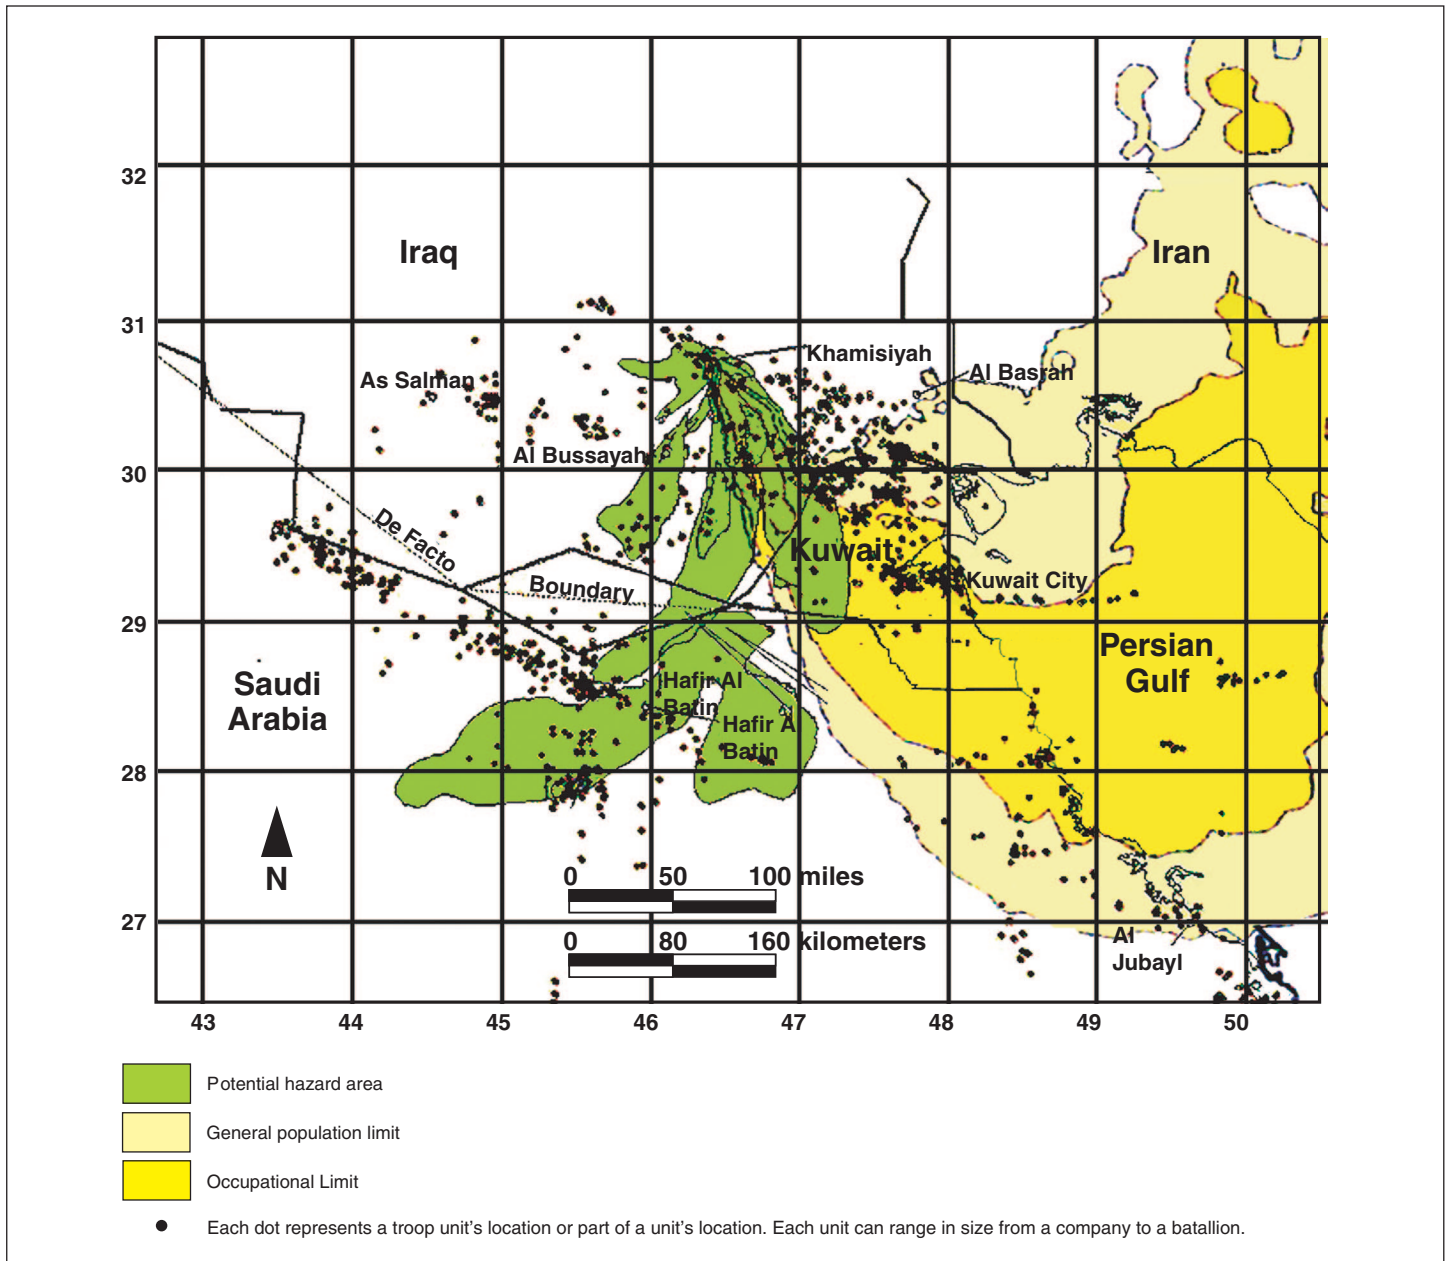 32
Iraq
Iran
31
Khamisiyah
As Salman
Al Basrah
Al Bussayah
30
De Facto
Kuwait
Boundary
Kuwait City
29
Persian
Gulf
Saudi
Arabia
Hafir Al
Batin
Hafir A
Batin
28
N
0 50 100 miles
27
0 80 160 kilometers
Al
Jubayl
43 44 45 46 47 48 49 50
Potential hazard area
General population limit
Occupational Limit
Each dot represents a troop unit's location or part of a unit's location. Each unit can range in size from a company to a batallion.